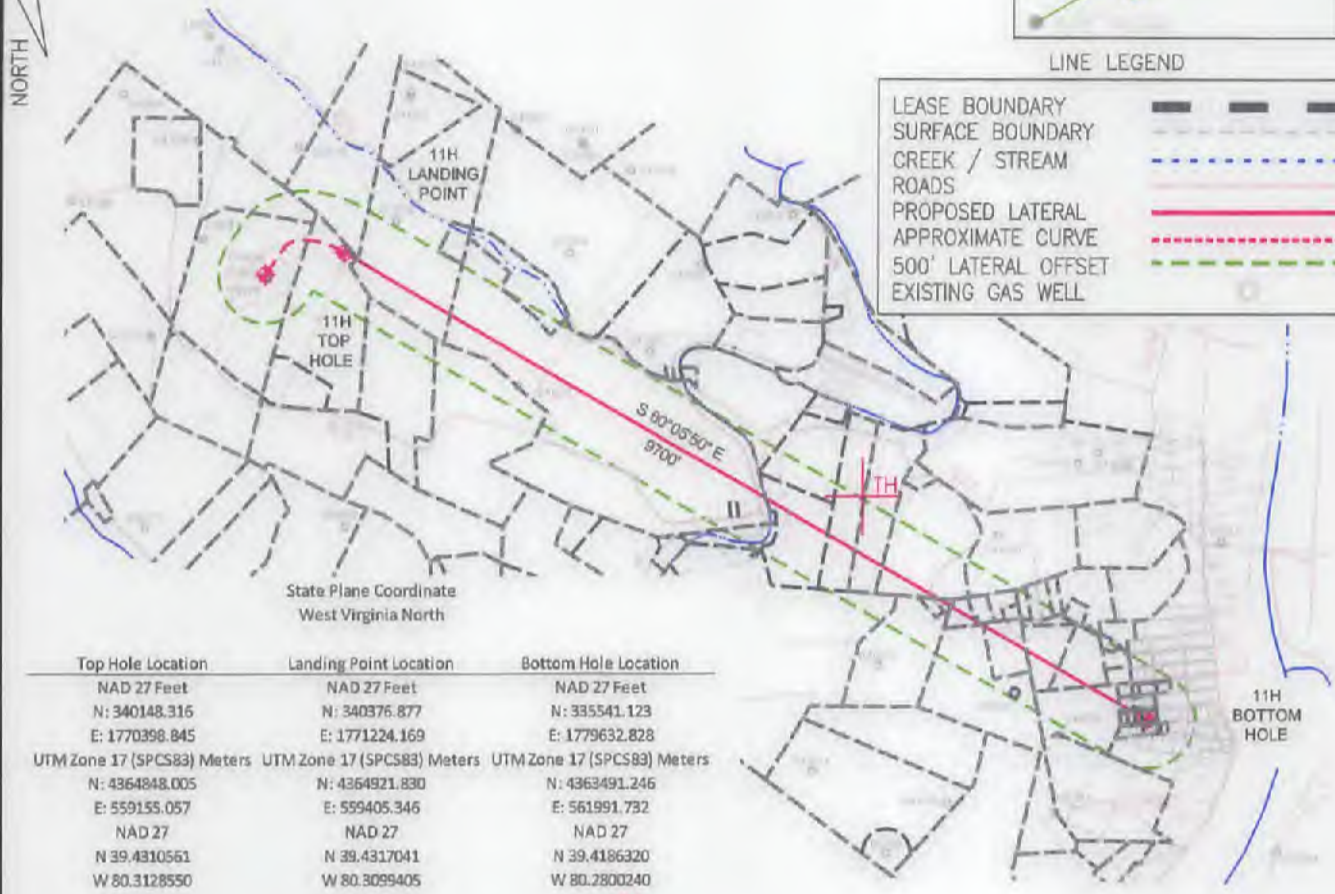 NORTH
LINE LEGEND
LEASE BOUNDARY
SURFACE BOUNDARY
CREEK / STREAM
ROADS
PROPOSED LATERAL
APPROXIMATE CURVE
500' LATERAL OFFSET
EXISTING GAS WELL
11H
LANDING
POINT
11H
TOP
HOLE
S 60°05'50" E
9700'
TH
11H
BOTTOM
HOLE
State Plane Coordinate
West Virginia North
Top Hole Location Landing Point Location Bottom Hole Location
NAD 27 Feet NAD 27 Feet NAD 27 Feet
N: 340148.316 N: 340376.877 N: 335541.123
E: 1770398.845 E: 1771224.169 E: 1779632.828
UTM Zone 17 (SPCS83) Meters UTM Zone 17 (SPCS83) Meters UTM Zone 17 (SPCS83) Meters
N: 4364848.005 N: 4364921.830 N: 4363491.246
E: 559155.057 E: 559405.346 E: 561991.732
NAD 27 NAD 27 NAD 27
N 39.4310561 N 39.4317041 N 39.4186320
W 80.3128550 W 80.3099405 W 80.2800240